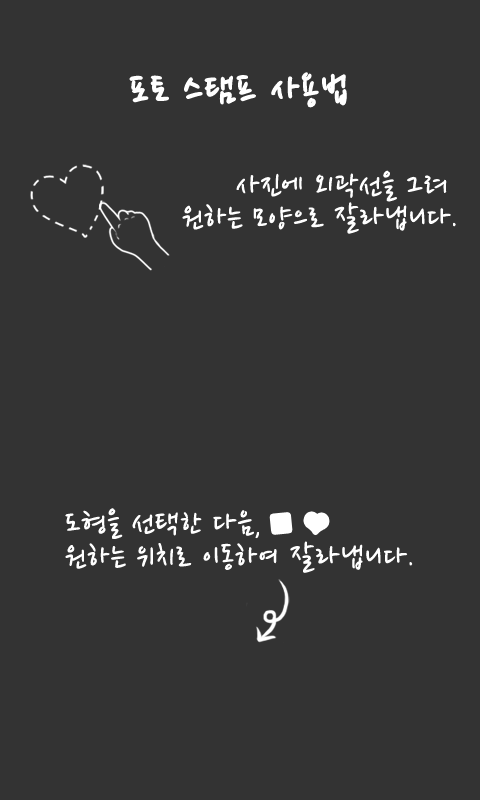 포토 스탬프 사용법
사진에 외곽선을 그려
원하는 모양으로 잘라냅니다.
도형을 선택한 다음,
원하는 위치로 이동하여 잘라냅니다.